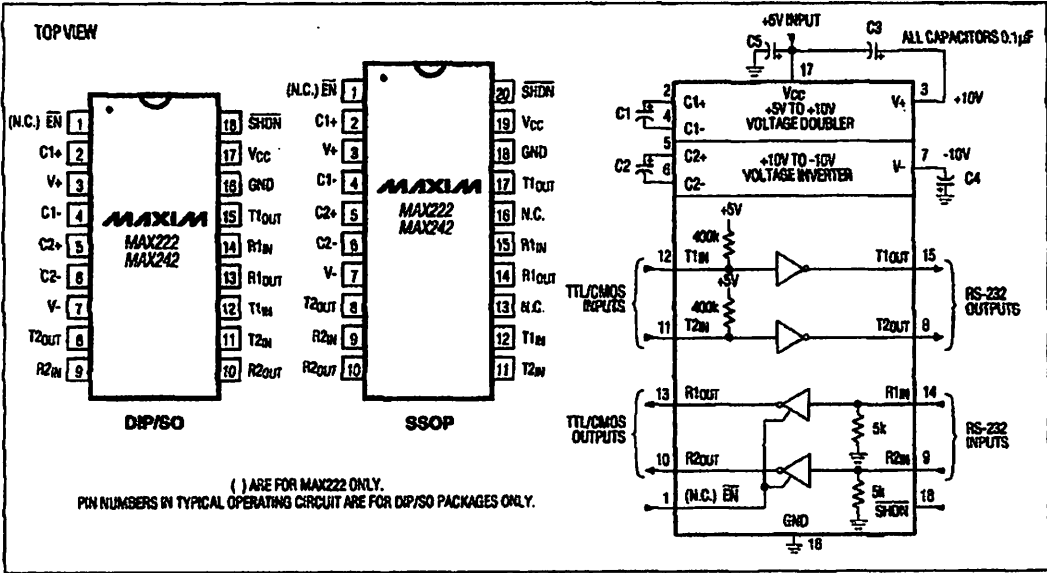 TOP VIEW
(N.C.) EN 1
C1+ 2
V+ 3
C1- 4
C2+ 5
C2- 6
V- 7
T2OUT 8
R2IN 9
18 SHDN
17 VCC
16 GND
15 T1OUT
14 R1IN
13 R1OUT
12 T1IN
11 T2IN
10 R2OUT
MAXIM
MAX222
MAX242
DIP/SO
(N.C.) EN 1
C1+ 2
V+ 3
C1- 4
C2+ 5
C2- 6
V- 7
T2OUT 8
R2IN 9
R2OUT 10
20 SHDN
19 VCC
18 GND
17 T1OUT
16 N.C.
15 R1IN
14 R1OUT
13 N.C.
12 T1IN
11 T2IN
MAXIM
MAX222
MAX242
SSOP
( ) ARE FOR MAX222 ONLY.
PIN NUMBERS IN TYPICAL OPERATING CIRCUIT ARE FOR DIP/SO PACKAGES ONLY.
+5V INPUT
C3
C5
ALL CAPACITORS 0.1µF
17
VCC
+5V TO +10V
VOLTAGE DOUBLER
2
C1+
C1
4
C1-
3
V+
+10V
5
C2+
C2
6
C2-
+10V TO -10V
VOLTAGE INVERTER
7
V-
-10V
C4
+5V
400k
12
T1IN
T1OUT
15
+5V
400k
TTL/CMOS
INPUTS
RS-232
OUTPUTS
11
T2IN
T2OUT
8
13
R1OUT
R1IN
14
TTL/CMOS
OUTPUTS
5k
RS-232
INPUTS
10
R2OUT
R2IN
9
1
(N.C.) EN
5k
SHDN
18
GND
16